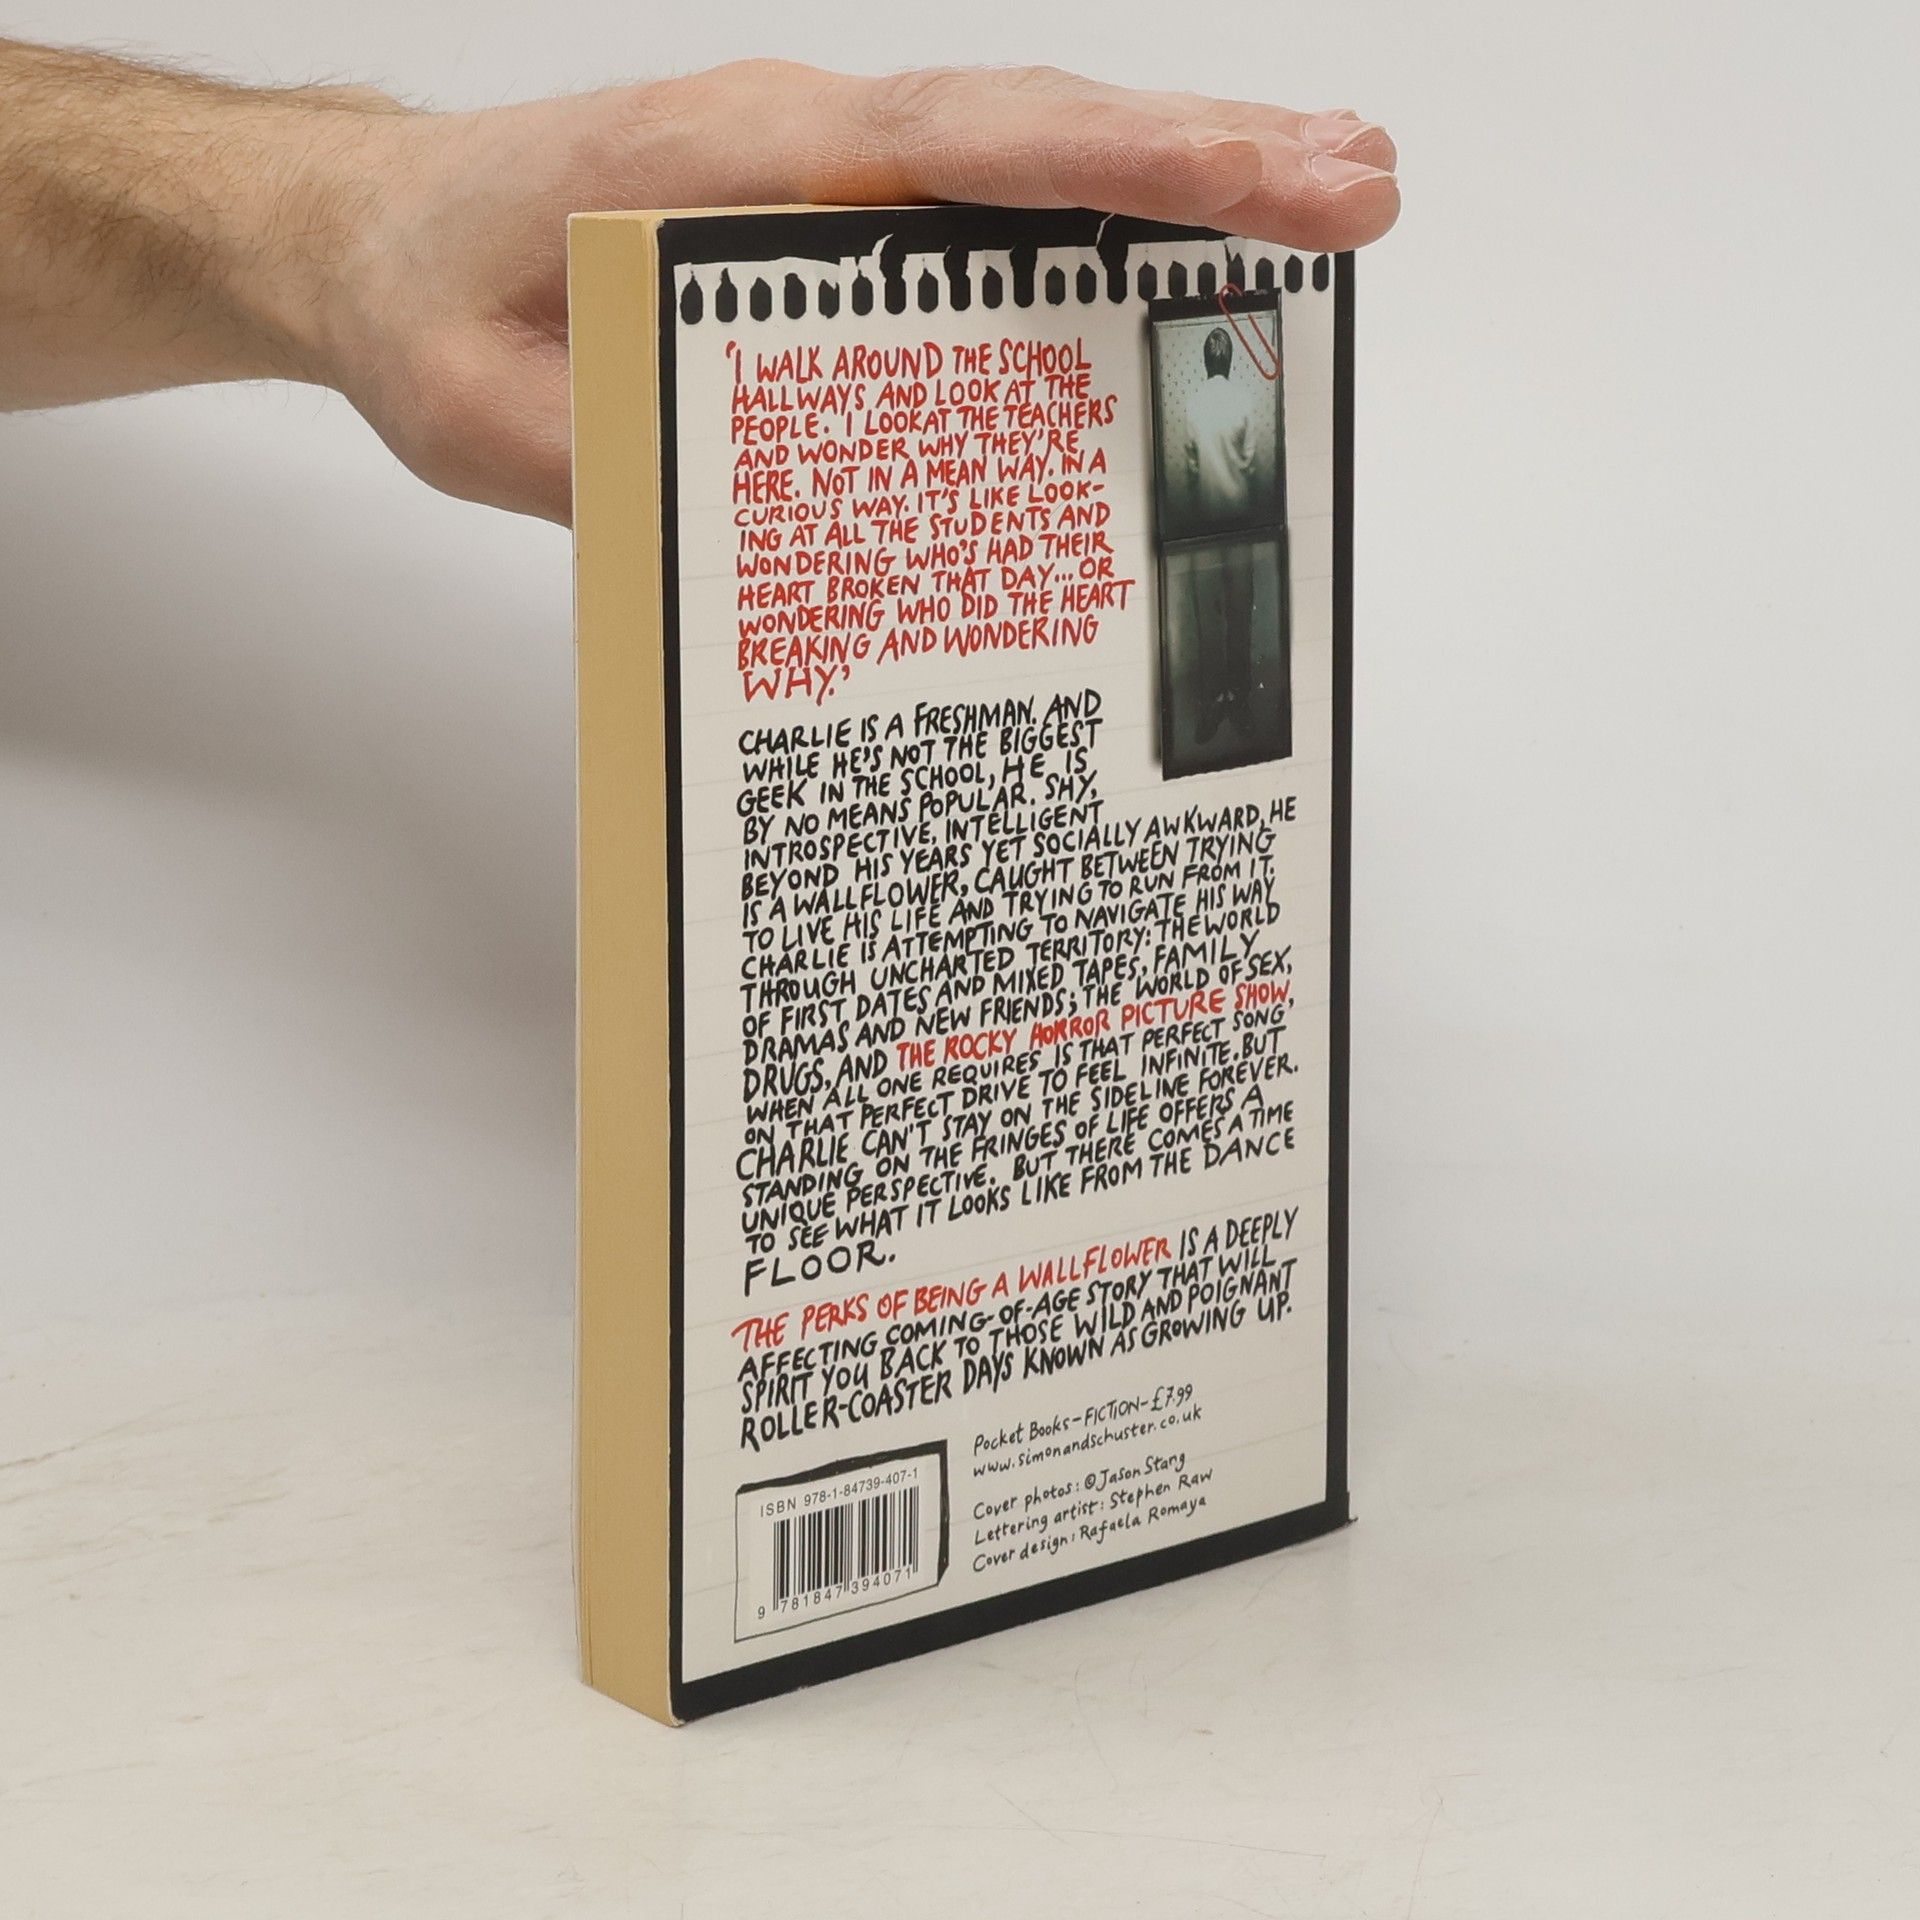 'I WALK AROUND THE SCHOOL
HALLWAYS AND LOOK AT THE
PEOPLE. I LOOK AT THE TEACHERS
AND WONDER WHY THEY'RE
HERE. NOT IN A MEAN WAY. IN A
CURIOUS WAY. IT'S LIKE LOOK-
ING AT ALL THE STUDENTS AND
WONDERING WHO'S HAD THEIR
HEART BROKEN THAT DAY... OR
WONDERING WHO DID THE HEART
BREAKING AND WONDERING
WHY.'
CHARLIE IS A FRESHMAN. AND
WHILE HE'S NOT THE BIGGEST
GEEK IN THE SCHOOL, HE IS
BY NO MEANS POPULAR. SHY,
INTROSPECTIVE, INTELLIGENT
BEYOND HIS YEARS YET SOCIALLY AWKWARD, HE
IS A WALLFLOWER, CAUGHT BETWEEN TRYING
TO LIVE HIS LIFE AND TRYING TO RUN FROM IT.
CHARLIE IS ATTEMPTING TO NAVIGATE HIS WAY
THROUGH UNCHARTED TERRITORY: THE WORLD
OF FIRST DATES AND MIXED TAPES, FAMILY
DRAMAS AND NEW FRIENDS; THE WORLD OF SEX,
DRUGS, AND THE ROCKY HORROR PICTURE SHOW,
WHEN ALL ONE REQUIRES IS THAT PERFECT SONG
ON THAT PERFECT DRIVE TO FEEL INFINITE. BUT
CHARLIE CAN'T STAY ON THE SIDELINE FOREVER.
STANDING ON THE FRINGES OF LIFE OFFERS A
UNIQUE PERSPECTIVE. BUT THERE COMES A TIME
TO SEE WHAT IT LOOKS LIKE FROM THE DANCE
FLOOR.
THE PERKS OF BEING A WALLFLOWER IS A DEEPLY
AFFECTING COMING-OF-AGE STORY THAT WILL
SPIRIT YOU BACK TO THOSE WILD AND POIGNANT
ROLLER-COASTER DAYS KNOWN AS GROWING UP.
Pocket Books-FICTION-£7.99
www.simonandschuster.co.uk
Cover photos: ©Jason Stang
Lettering artist: Stephen Raw
Cover design: Rafaela Romaya
ISBN 978-1-84739-407-1
9 781847 394071